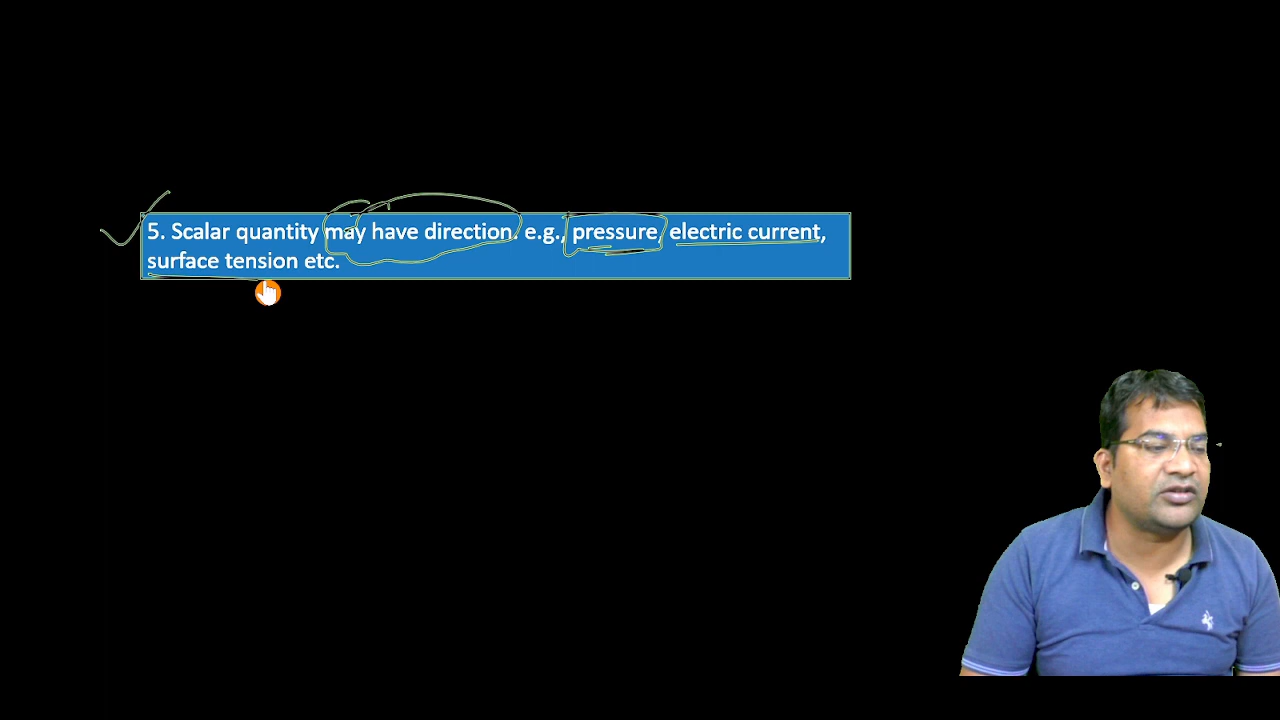 5. Scalar quantity may have direction. e.g., pressure, electric current,
surface tension etc.